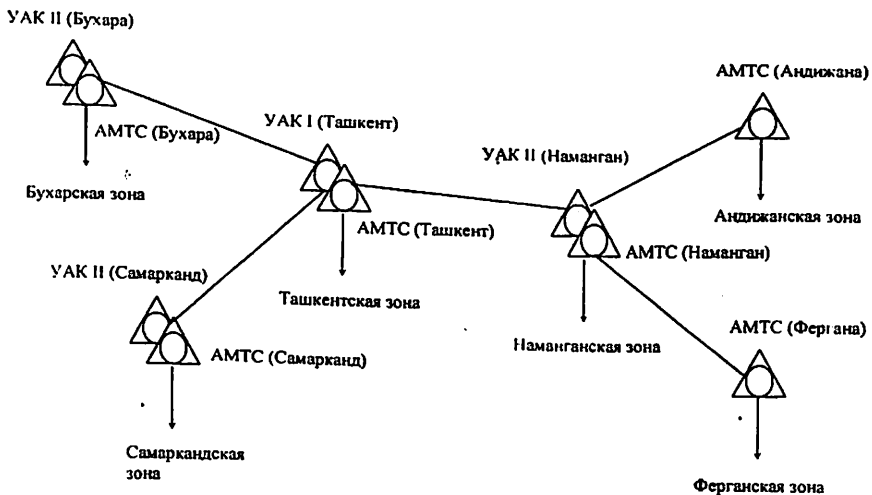 УАК II (Бухара)
АМТС (Андижана)
УАК I (Ташкент)
АМТС (Бухара)
УАК II (Наманган)
Бухарская зона
Андижанская зона
АМТС (Ташкент)
АМТС (Наманган)
УАК II (Самарканд)
Ташкентская зона
АМТС (Фергана)
Наманганская зона
АМТС (Самарканд)
Самаркандская
зона
Ферганская зона